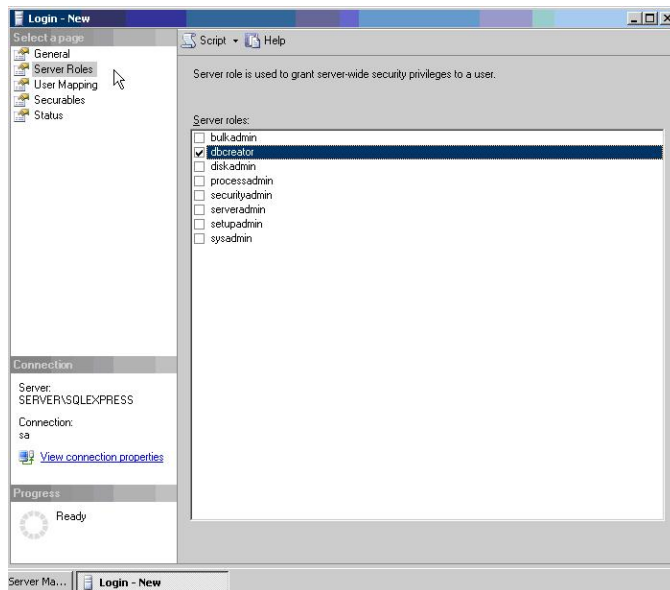 Login - New
Select a page
General
Server Roles
User Mapping
Securables
Status
Script
Help
Server role is used to grant server-wide security privileges to a user.
Server roles:
bulkadmin
dbcreator
diskadmin
processadmin
securityadmin
serveradmin
setupadmin
sysadmin
Connection
Server:
SERVER\SQLEXPRESS
Connection:
sa
View connection properties
Progress
Ready
Server Ma...
Login - New